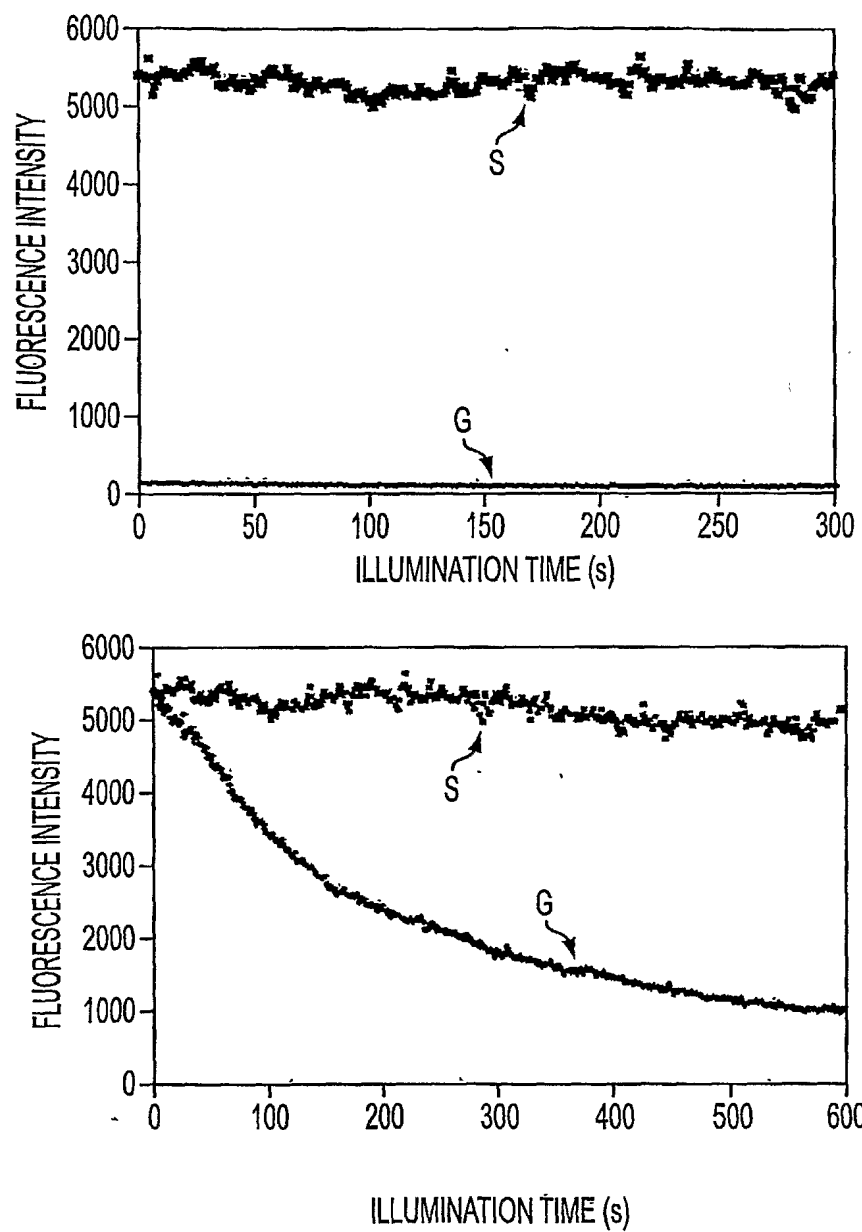 6000
5000
4000
3000
2000
1000
0
FLUORESCENCE INTENSITY
S
G
0 50 100 150 200 250 300
ILLUMINATION TIME (s)
6000
5000
4000
3000
2000
1000
0
FLUORESCENCE INTENSITY
S
G
0 100 200 300 400 500 600
ILLUMINATION TIME (s)